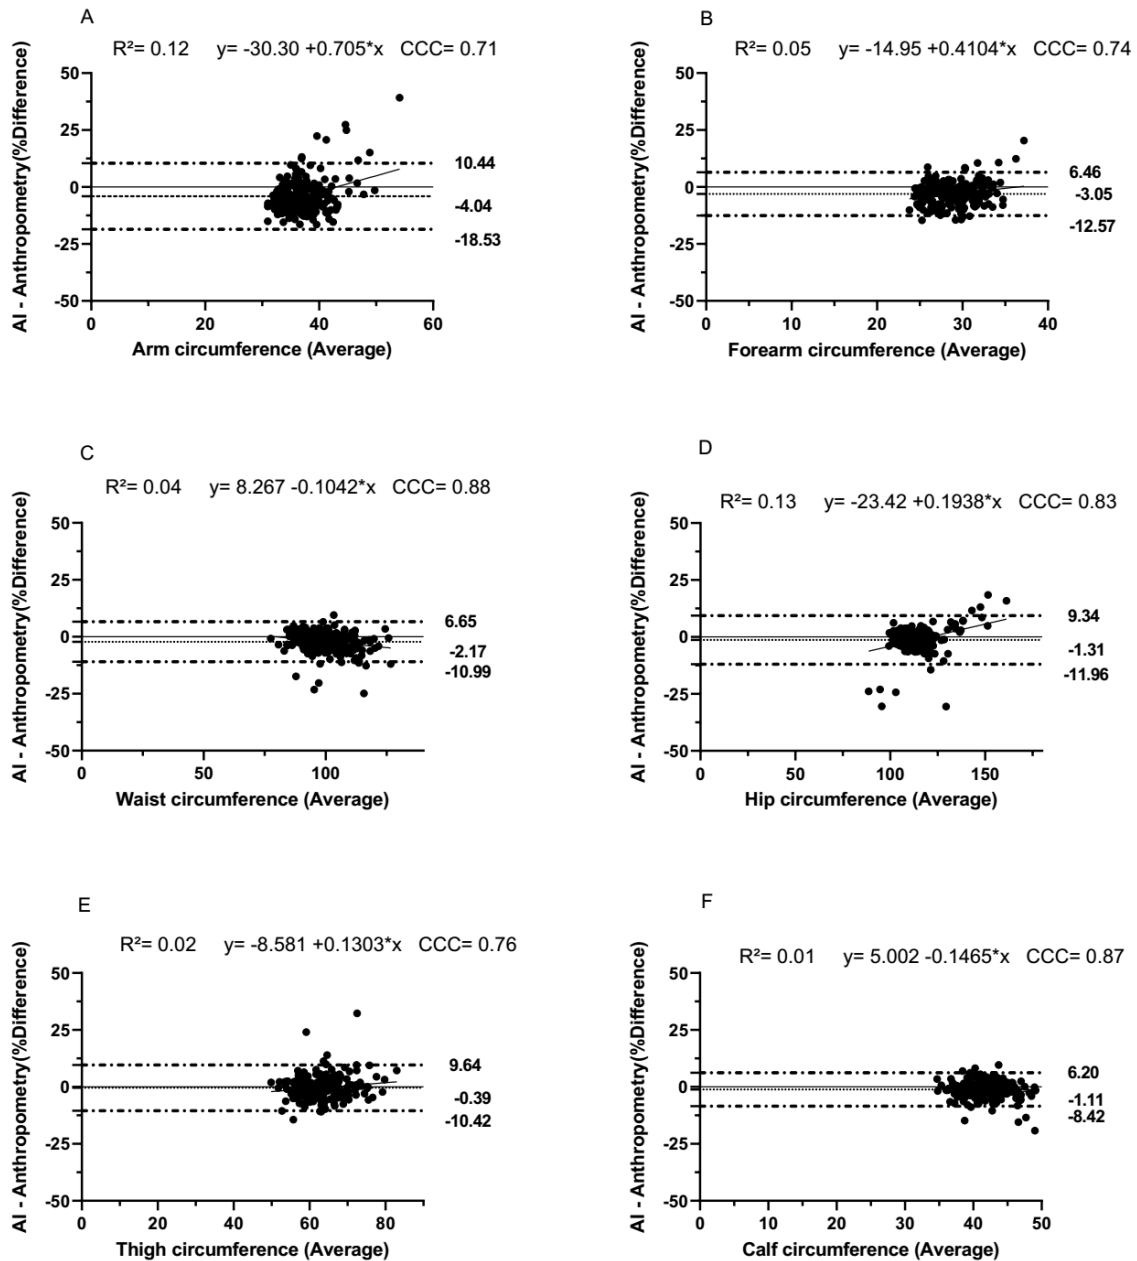 A
R²= 0.12 y= -30.30 +0.705*x CCC= 0.71
AI - Anthropometry(%Difference)
50
25
0
-25
-50
10.44
-4.04
-18.53
0 20 40 60
Arm circumference (Average)
B
R²= 0.05 y= -14.95 +0.4104*x CCC= 0.74
AI - Anthropometry(%Difference)
50
25
0
-25
-50
6.46
-3.05
-12.57
0 10 20 30 40
Forearm circumference (Average)
C
R²= 0.04 y= 8.267 -0.1042*x CCC= 0.88
AI - Anthropometry(%Difference)
50
25
0
-25
-50
6.65
-2.17
-10.99
0 50 100
Waist circumference (Average)
D
R²= 0.13 y= -23.42 +0.1938*x CCC= 0.83
AI - Anthropometry(%Difference)
50
25
0
-25
-50
9.34
-1.31
-11.96
0 50 100 150
Hip circumference (Average)
E
R²= 0.02 y= -8.581 +0.1303*x CCC= 0.76
AI - Anthropometry(%Difference)
50
25
0
-25
-50
9.64
-0.39
-10.42
0 20 40 60 80
Thigh circumference (Average)
F
R²= 0.01 y= 5.002 -0.1465*x CCC= 0.87
AI - Anthropometry(%Difference)
50
25
0
-25
-50
6.20
-1.11
-8.42
0 10 20 30 40 50
Calf circumference (Average)